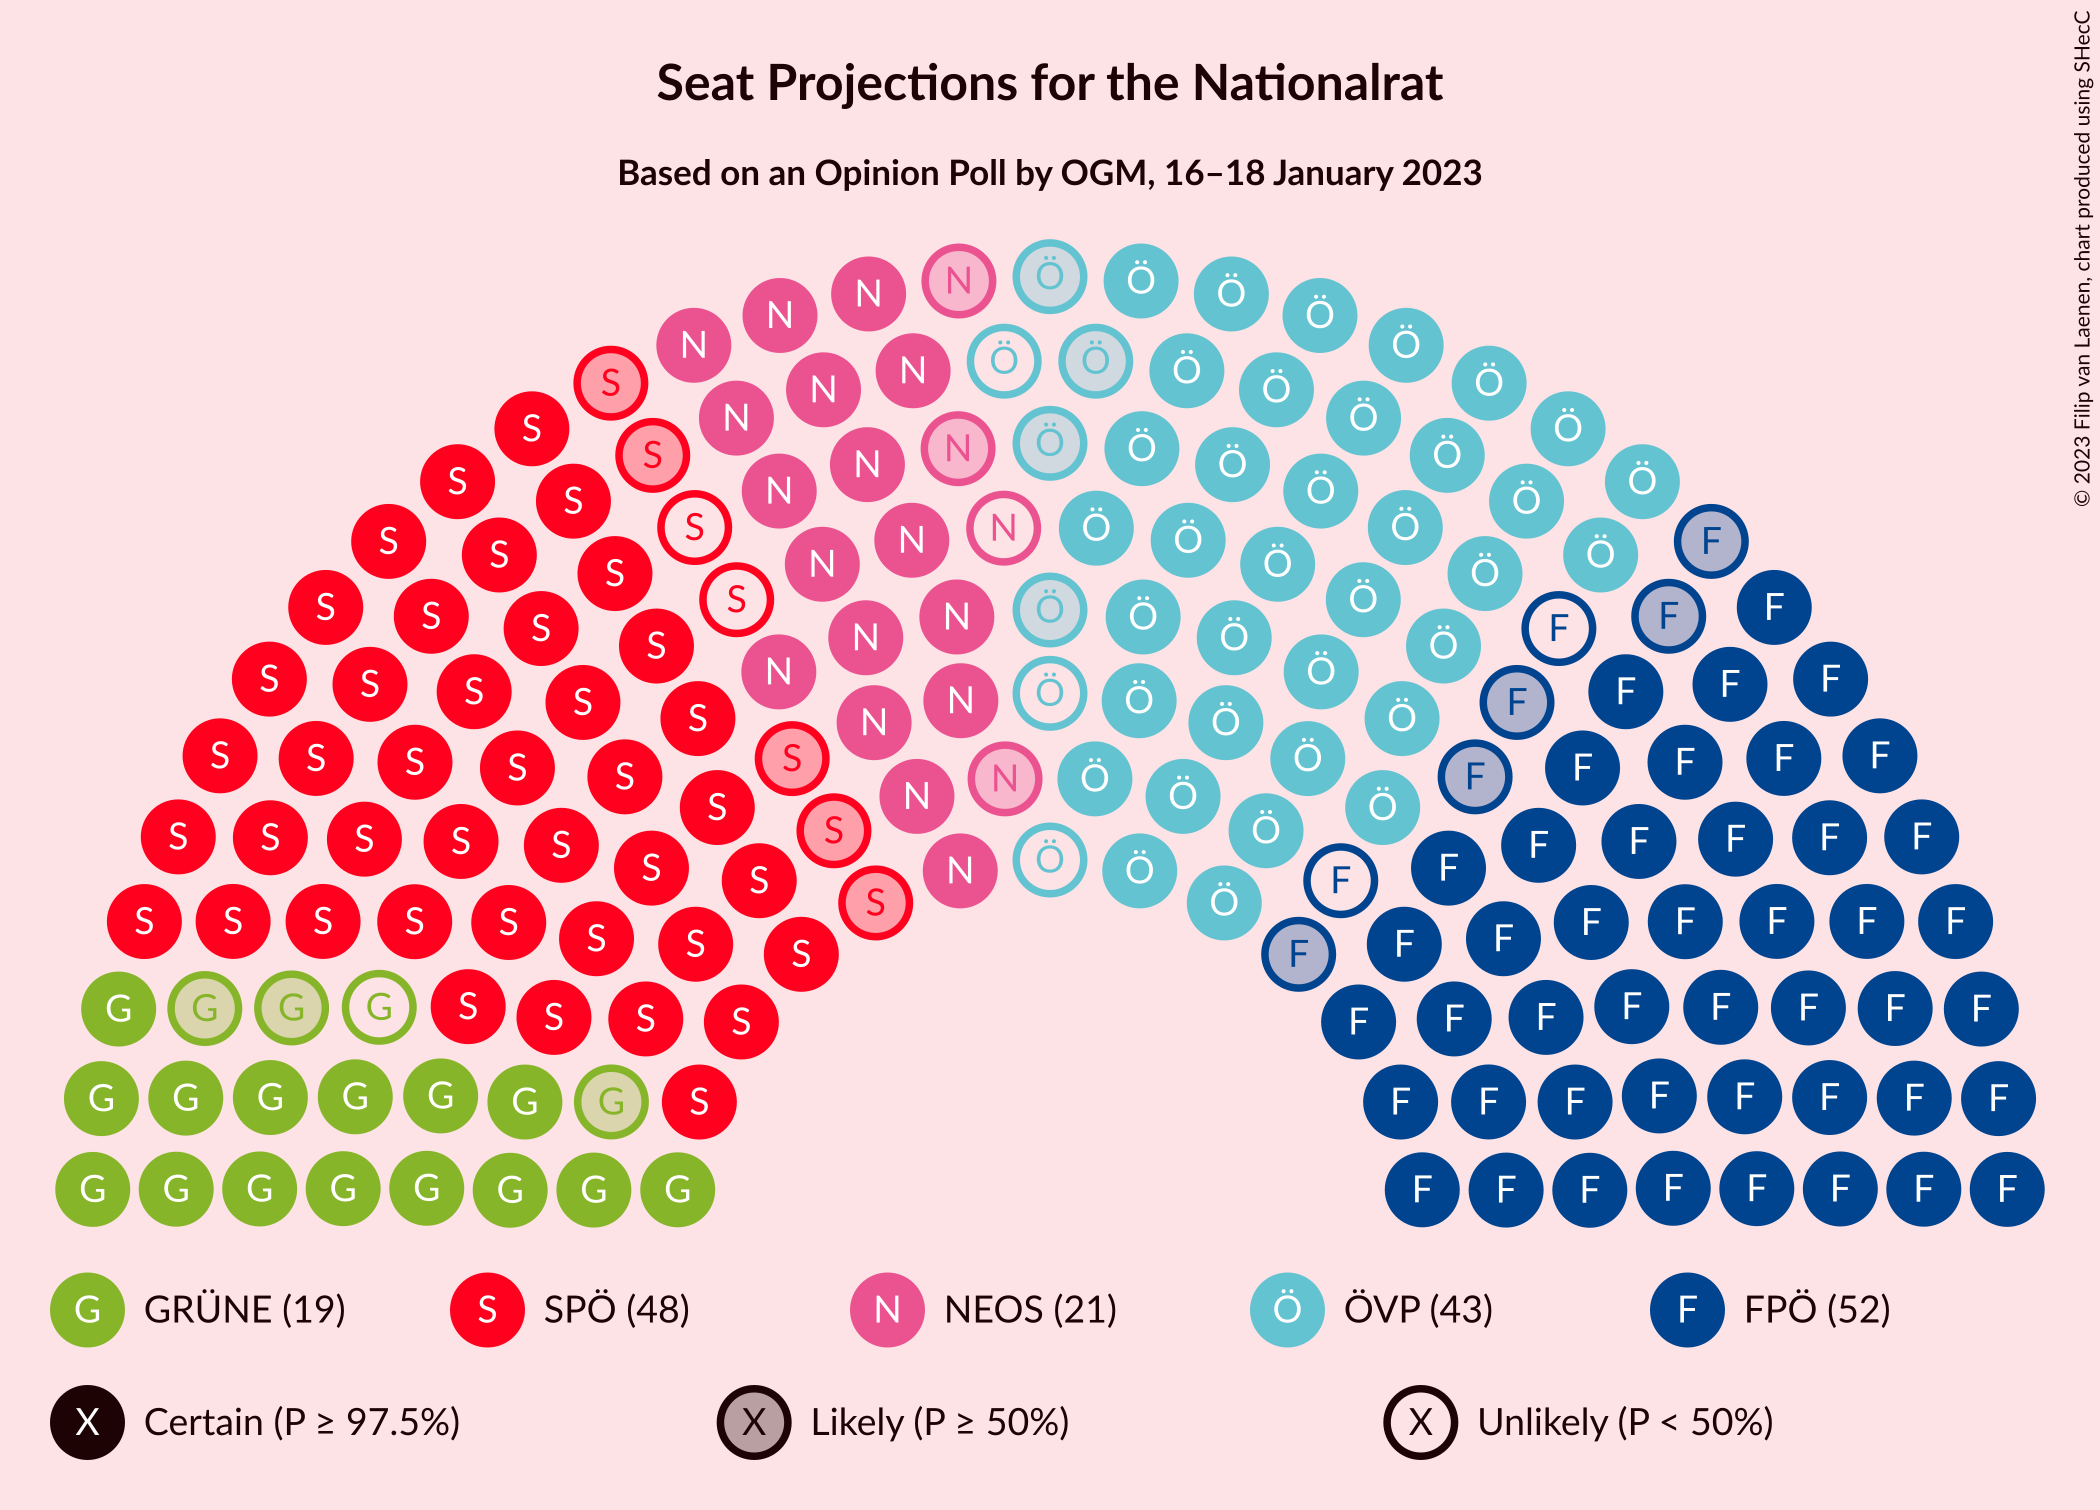 Seat Projections for the Nationalrat
Based on an Opinion Poll by OGM, 16–18 January 2023
© 2023 Filip van Laenen, chart produced using SHecC
N N Ö Ö Ö
N N Ö Ö
S N N Ö Ö Ö Ö
S N N N Ö Ö Ö Ö Ö
S S N N N Ö Ö Ö Ö Ö Ö
S S S N N N Ö Ö Ö Ö Ö Ö F
S S S S N N Ö Ö Ö Ö Ö F F F
S S S S S N N Ö Ö Ö Ö F F F F
S S S S S S N N Ö Ö Ö Ö F F F F F
S S S S S S S S N N Ö Ö Ö Ö F F F F F
S S S S S S S S N Ö Ö Ö F F F F F F F
S S S S S S S S S Ö F F F F F F F F
G G G G S S S S F F F F F F F F
G G G G G G G S F F F F F F F F
G G G G G G G G F F F F F F F F
G GRÜNE (19) S SPÖ (48) N NEOS (21) Ö ÖVP (43) F FPÖ (52)
X Certain (P ≥ 97.5%) X Likely (P ≥ 50%) X Unlikely (P < 50%)